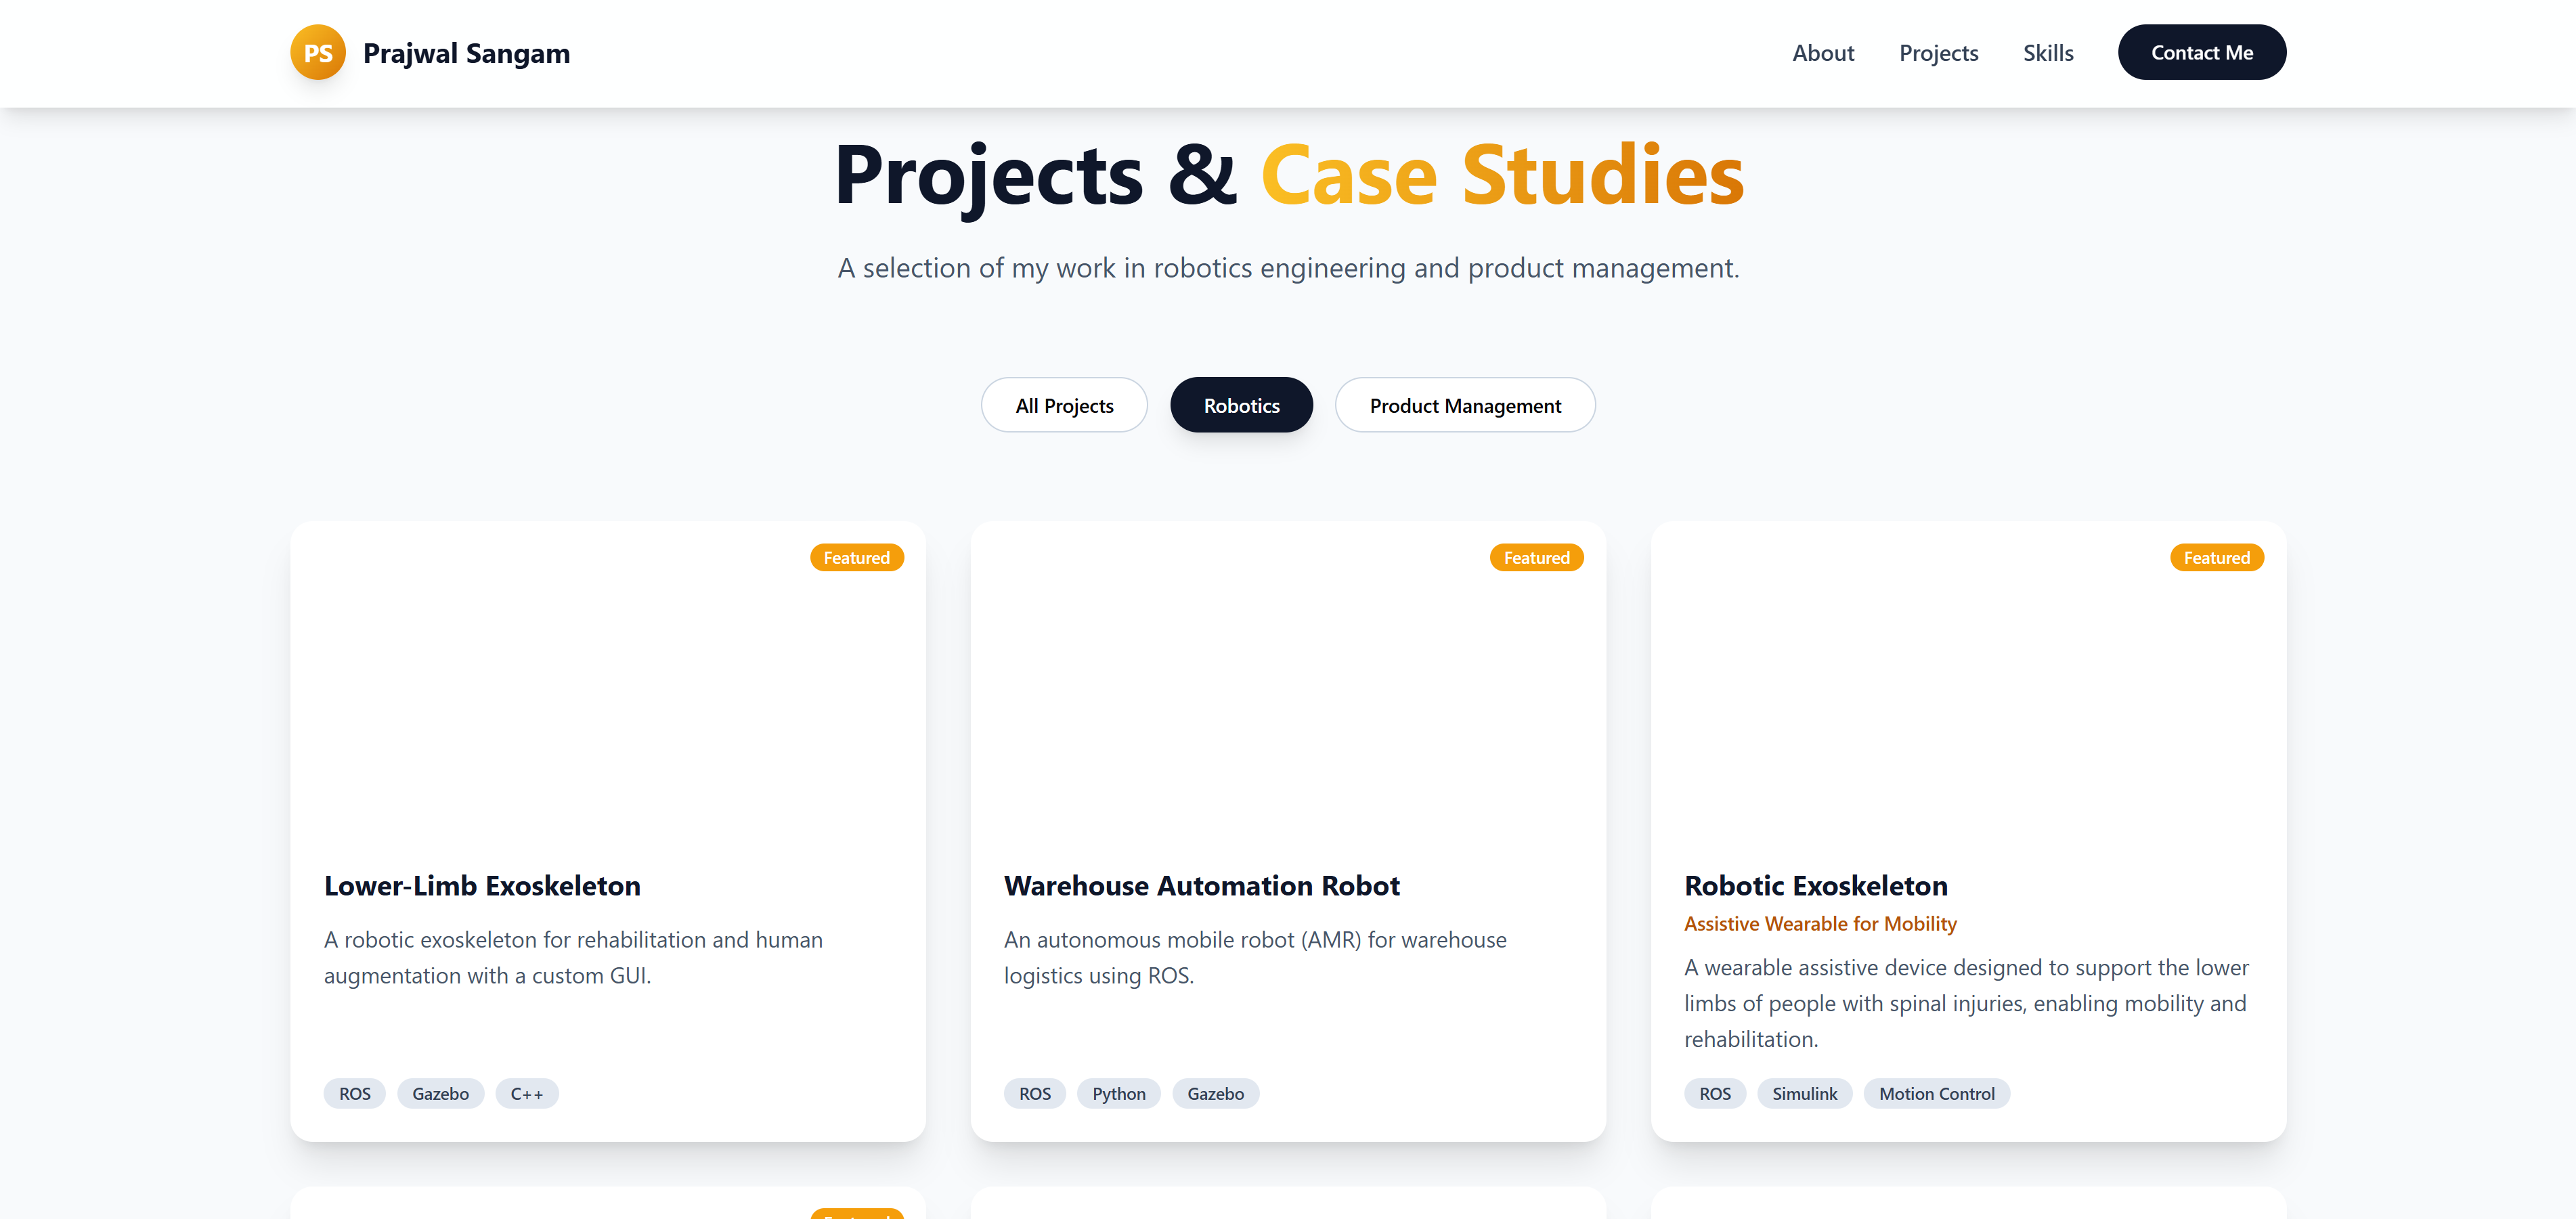 PS
Prajwal Sangam
About
Projects
Skills
Contact Me
Projects & Case Studies
A selection of my work in robotics engineering and product management.
All Projects
Robotics
Product Management
Featured
Lower-Limb Exoskeleton
A robotic exoskeleton for rehabilitation and human
augmentation with a custom GUI.
ROS
Gazebo
C++
Featured
Warehouse Automation Robot
An autonomous mobile robot (AMR) for warehouse
logistics using ROS.
ROS
Python
Gazebo
Featured
Robotic Exoskeleton
Assistive Wearable for Mobility
A wearable assistive device designed to support the lower
limbs of people with spinal injuries, enabling mobility and
rehabilitation.
ROS
Simulink
Motion Control